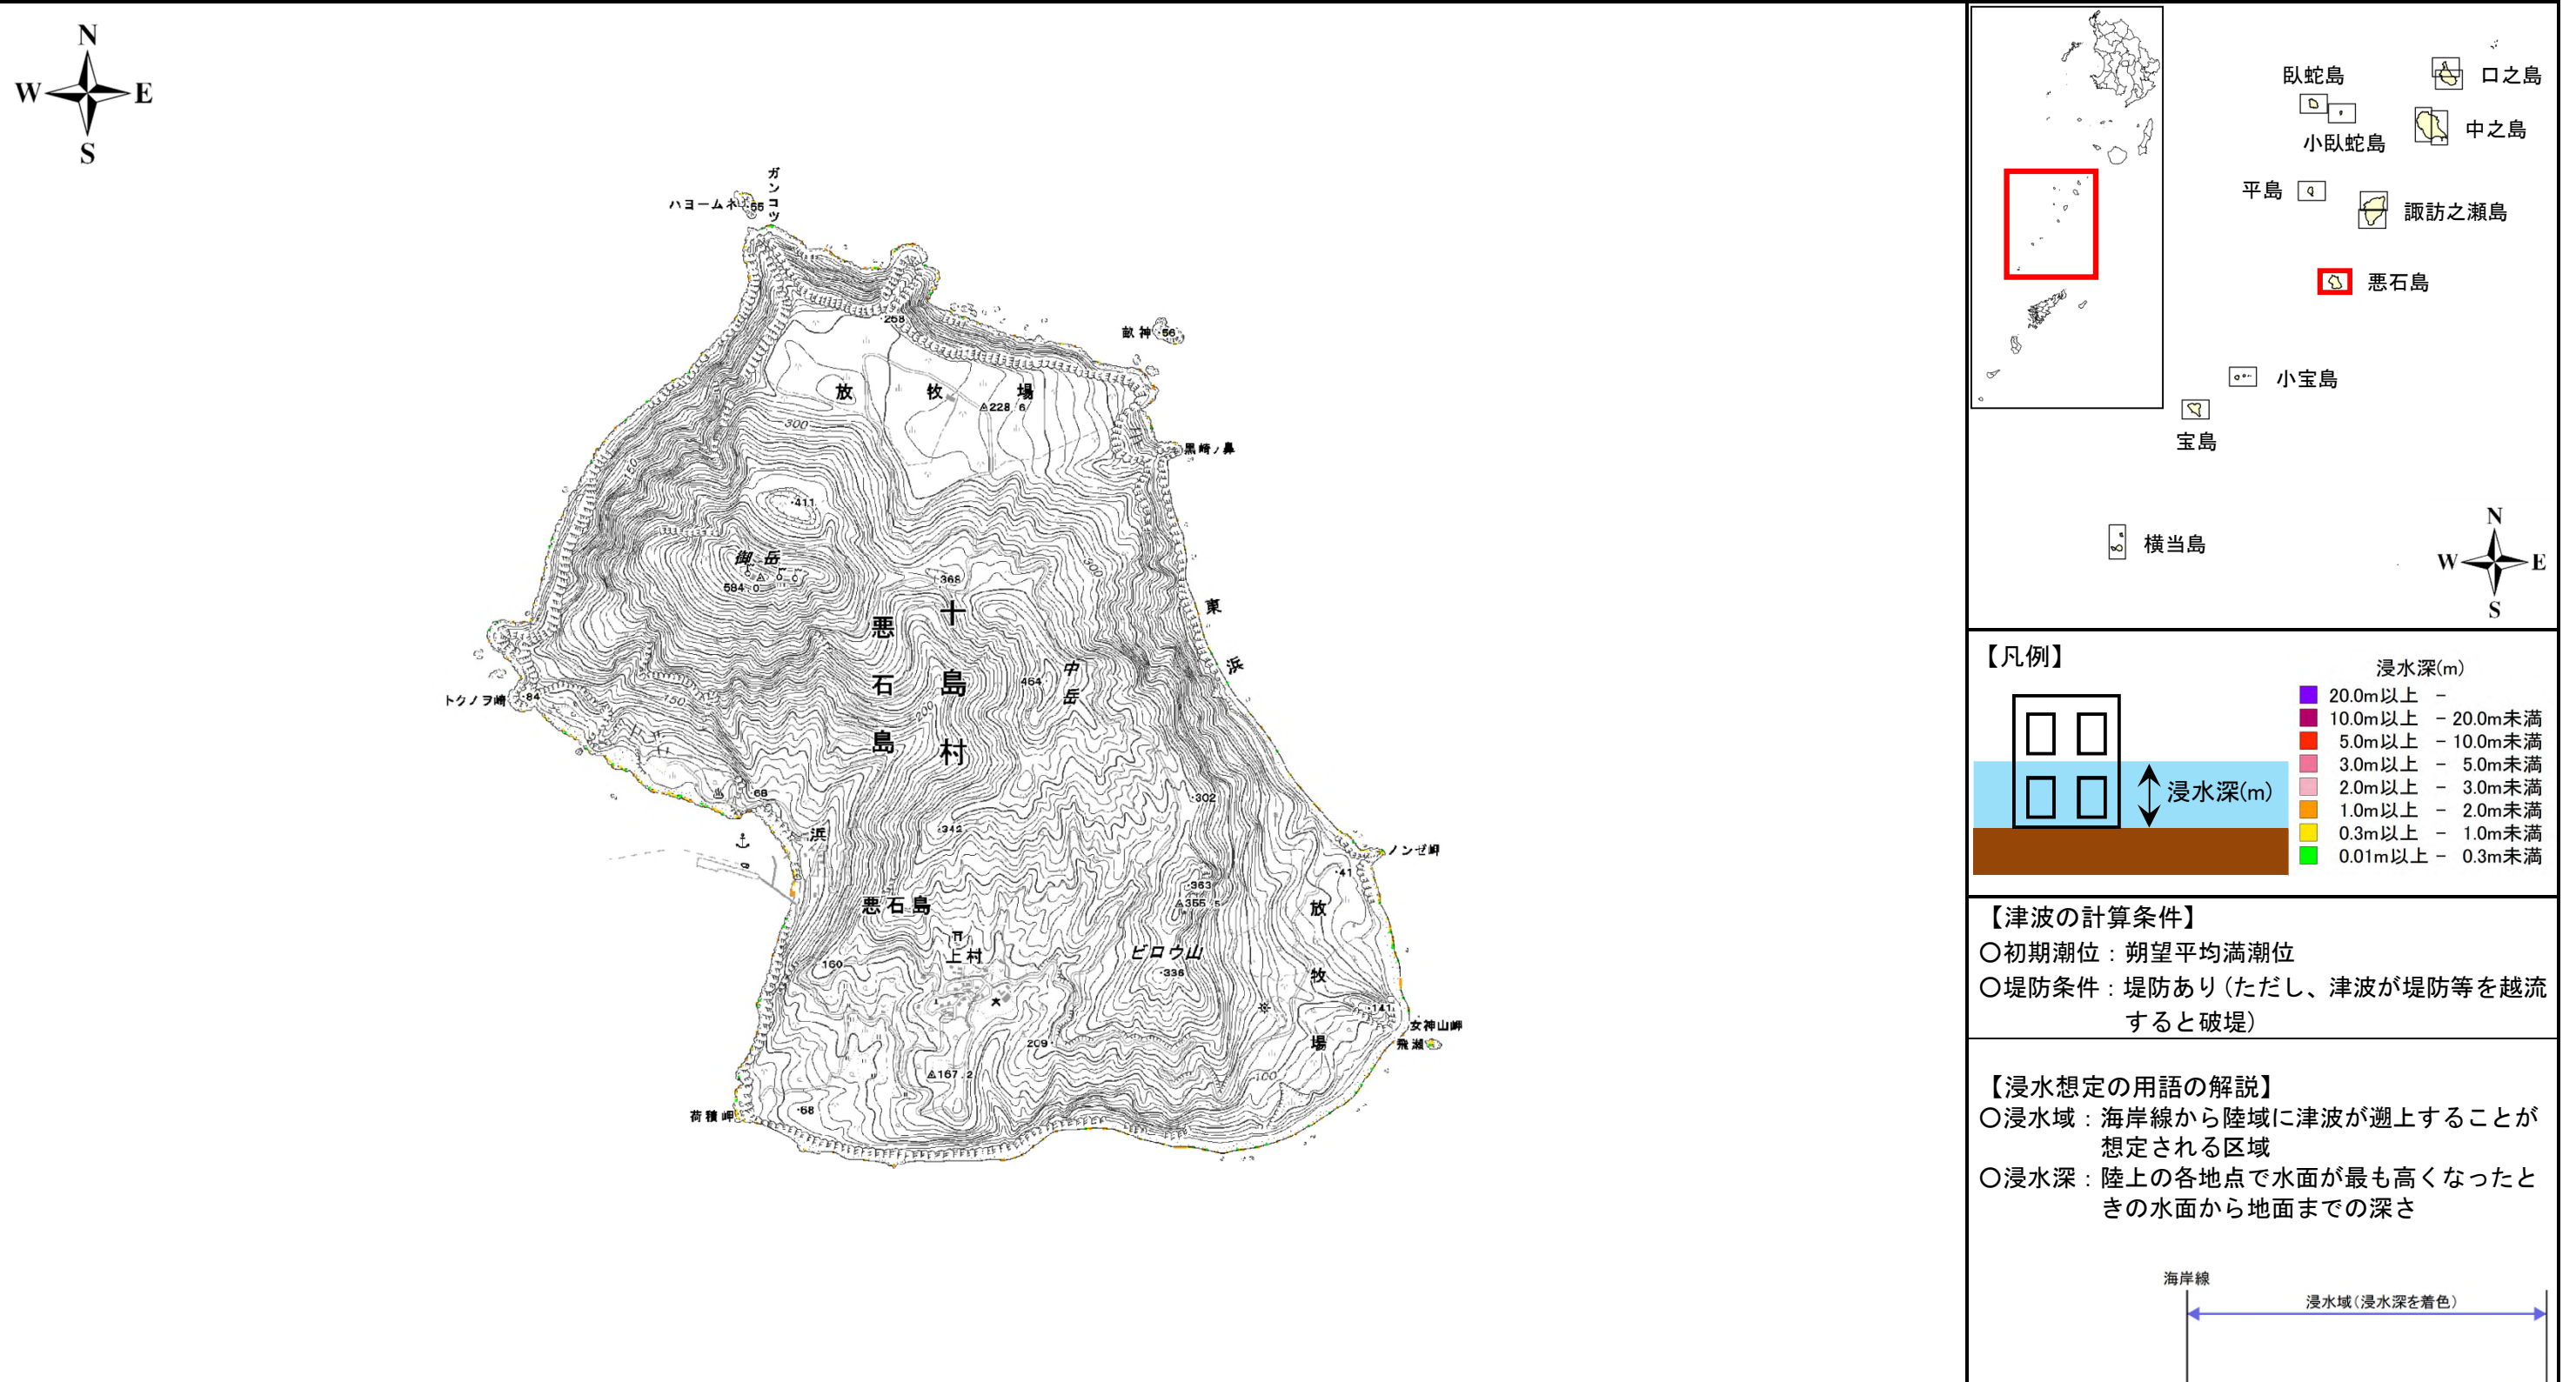 N
W E
S
ガンコツ
ハヨームネ ·55
畝神 ·56
·268
放牧場
△228.6
300
黒崎ノ鼻
150
·411
御岳
584.0
·368
300
東浜
悪石島
十島村
中岳
464
200
トクノヲ崎 ·84
150
·68
浜
·302
·342
ノンゼ岬
·41
·363
△355.5
悪石島
放牧場
上村
ビロウ山
·336
·160
·141
女神山岬
飛瀬
209·
△167.2
100
荷積岬
·68
臥蛇島
口之島
小臥蛇島
中之島
平島
諏訪之瀬島
悪石島
小宝島
宝島
横当島
N
W E
S
【凡例】
浸水深(m)
20.0m以上 -
10.0m以上 - 20.0m未満
5.0m以上 - 10.0m未満
3.0m以上 - 5.0m未満
2.0m以上 - 3.0m未満
1.0m以上 - 2.0m未満
0.3m以上 - 1.0m未満
0.01m以上 - 0.3m未満
浸水深(m)
【津波の計算条件】
○初期潮位：朔望平均満潮位
○堤防条件：堤防あり(ただし、津波が堤防等を越流
すると破堤)
【浸水想定の用語の解説】
○浸水域：海岸線から陸域に津波が遡上することが
想定される区域
○浸水深：陸上の各地点で水面が最も高くなったと
きの水面から地面までの深さ
海岸線
浸水域(浸水深を着色)